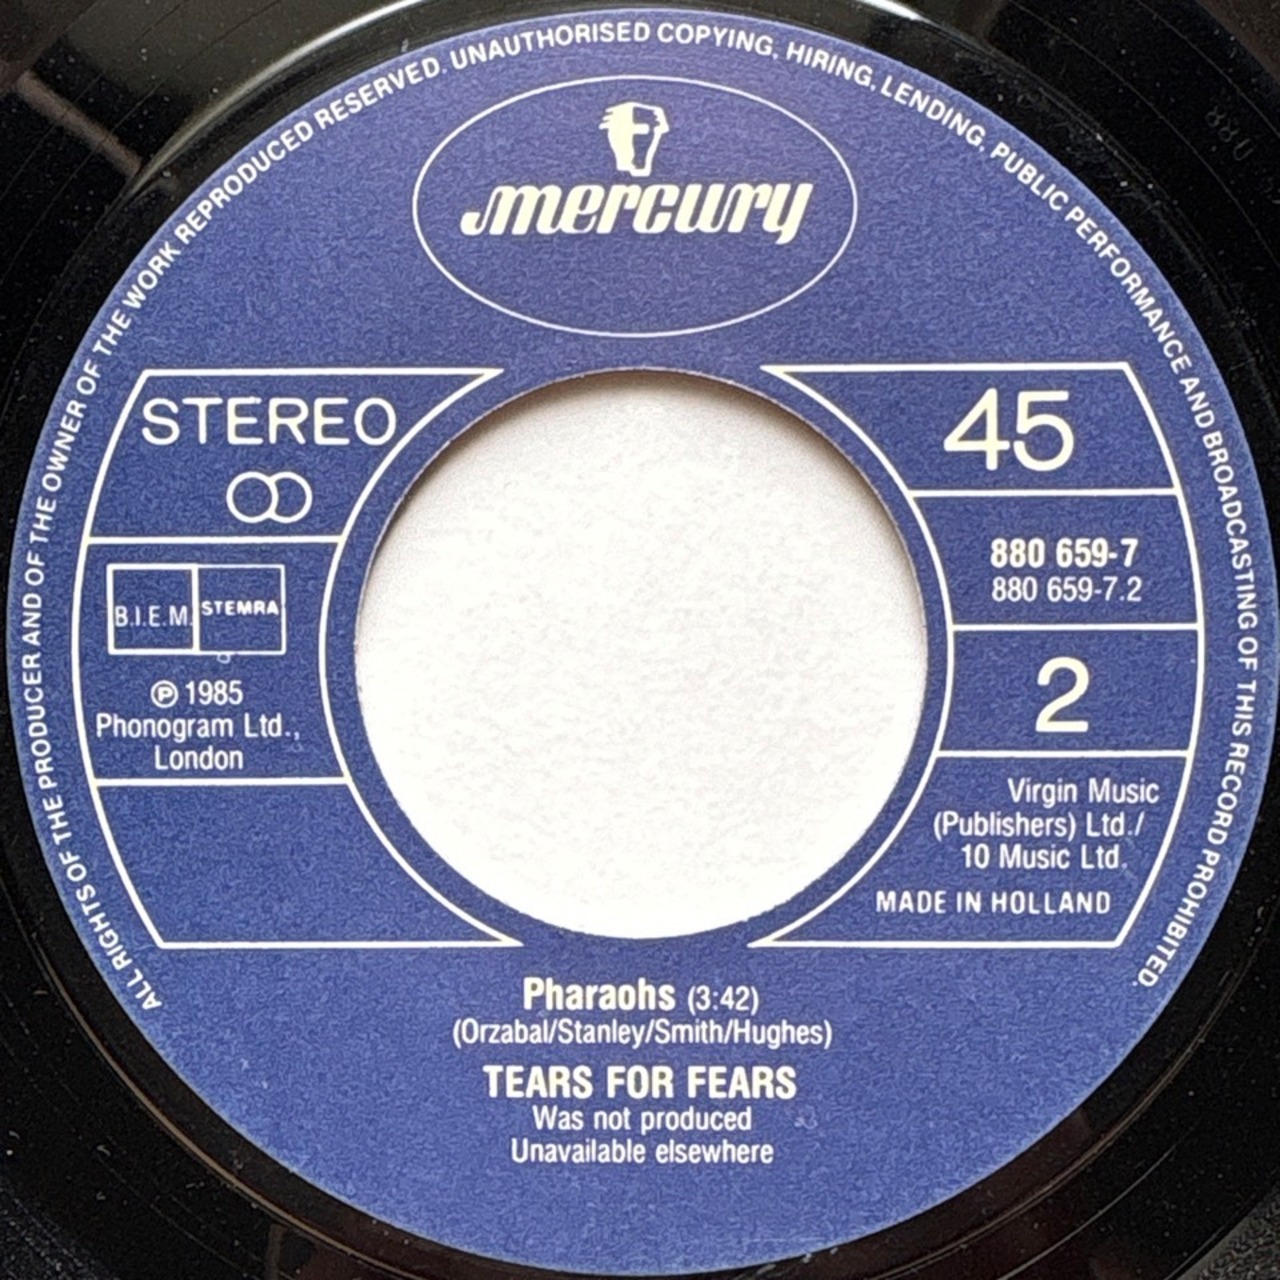 ALL RIGHTS OF THE PRODUCER AND OF THE OWNER OF THE WORK REPRODUCED RESERVED. UNAUTHORISED COPYING, HIRING, LENDING, PUBLIC PERFORMANCE AND BROADCASTING OF THIS RECORD PROHIBITED.
mercury
STEREO
B.I.E.M.
STEMRA
℗ 1985
Phonogram Ltd.,
London
45
880 659-7
880 659-7.2
2
Virgin Music
(Publishers) Ltd./
10 Music Ltd.
MADE IN HOLLAND
Pharaohs (3:42)
(Orzabal/Stanley/Smith/Hughes)
TEARS FOR FEARS
Was not produced
Unavailable elsewhere